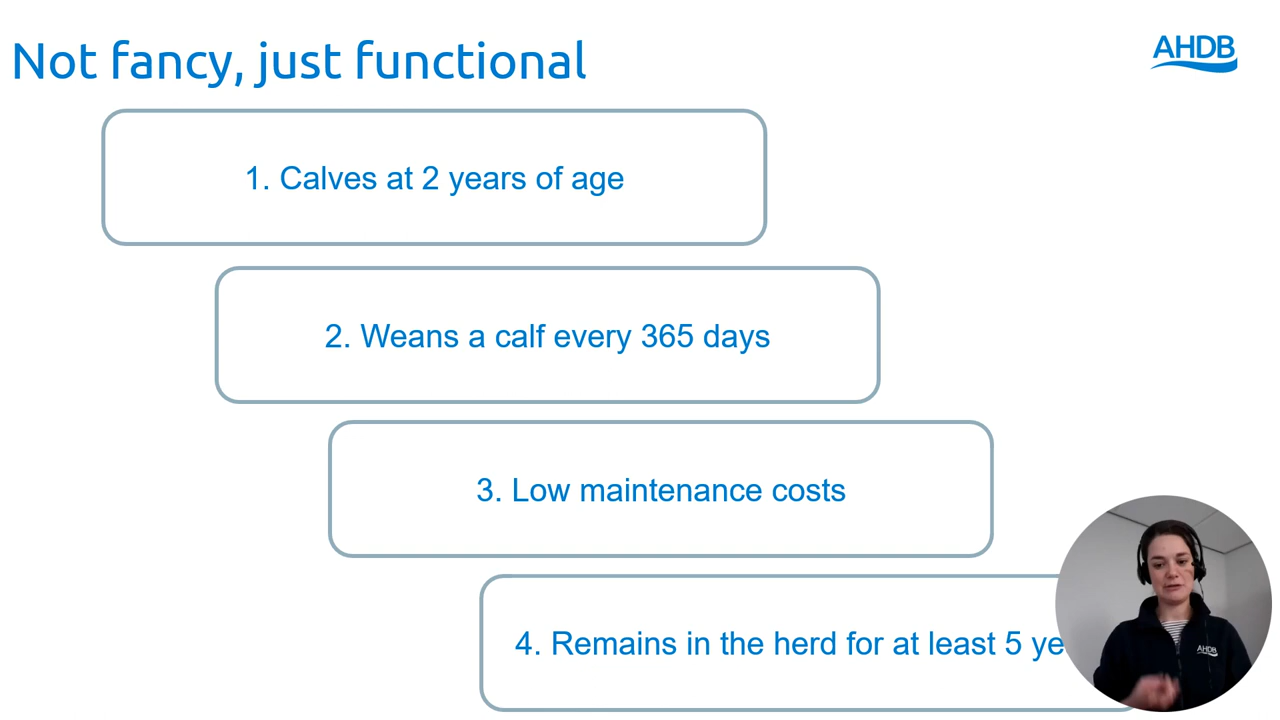 Not fancy, just functional
AHDB
1. Calves at 2 years of age
2. Weans a calf every 365 days
3. Low maintenance costs
4. Remains in the herd for at least 5 ye
AHDB